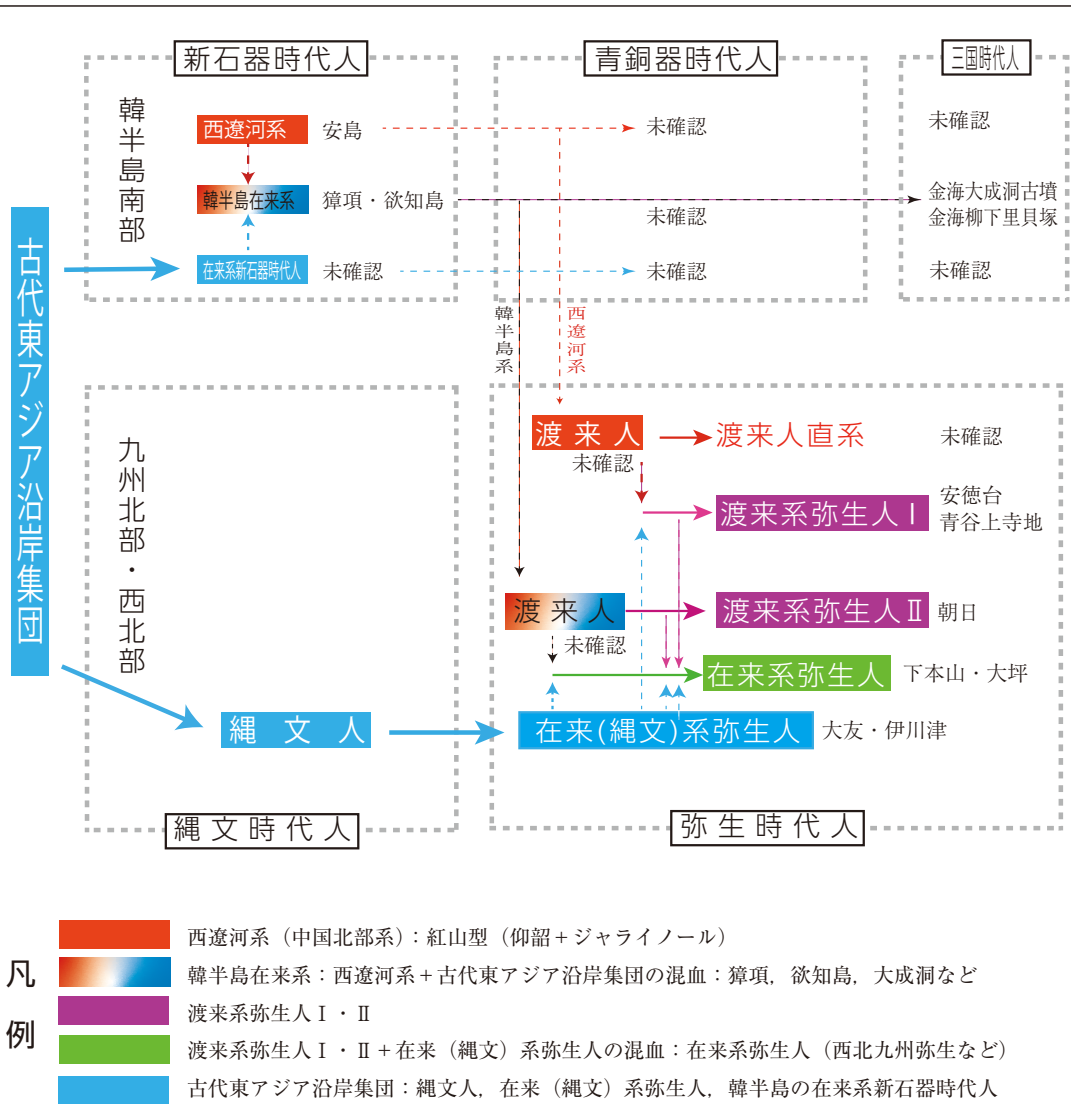 新石器時代人
青銅器時代人
三国時代人
韓半島南部
西遼河系
安島
未確認
未確認
韓半島在来系
獐項・欲知島
未確認
金海大成洞古墳
金海柳下里貝塚
在来系新石器時代人
未確認
未確認
未確認
古代東アジア沿岸集団
韓半島系
西遼河系
九州北部・西北部
渡来人
未確認
渡来人直系
未確認
渡来系弥生人Ⅰ
安徳台
青谷上寺地
渡来人
未確認
渡来系弥生人Ⅱ
朝日
在来系弥生人
下本山・大坪
縄文人
在来(縄文)系弥生人
大友・伊川津
縄文時代人
弥生時代人
凡例
西遼河系（中国北部系）：紅山型（仰韶+ジャライノール）
韓半島在来系：西遼河系+古代東アジア沿岸集団の混血：獐項，欲知島，大成洞など
渡来系弥生人Ⅰ・Ⅱ
渡来系弥生人Ⅰ・Ⅱ+在来（縄文）系弥生人の混血：在来系弥生人（西北九州弥生など）
古代東アジア沿岸集団：縄文人，在来（縄文）系弥生人，韓半島の在来系新石器時代人